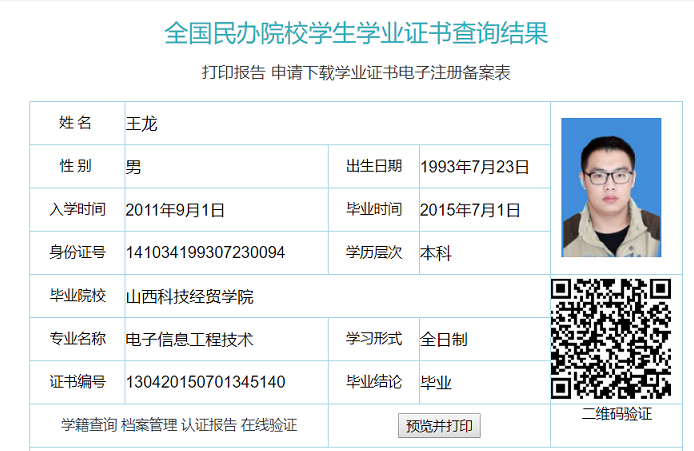 全国民办院校学生学业证书查询结果
打印报告 申请下载学业证书电子注册备案表
姓 名 王龙
性 别 男 出生日期 1993年7月23日
入学时间 2011年9月1日 毕业时间 2015年7月1日
身份证号 141034199307230094 学历层次 本科
毕业院校 山西科技经贸学院
专业名称 电子信息工程技术 学习形式 全日制
证书编号 130420150701345140 毕业结论 毕业
二维码验证
学籍查询 档案管理 认证报告 在线验证 预览并打印